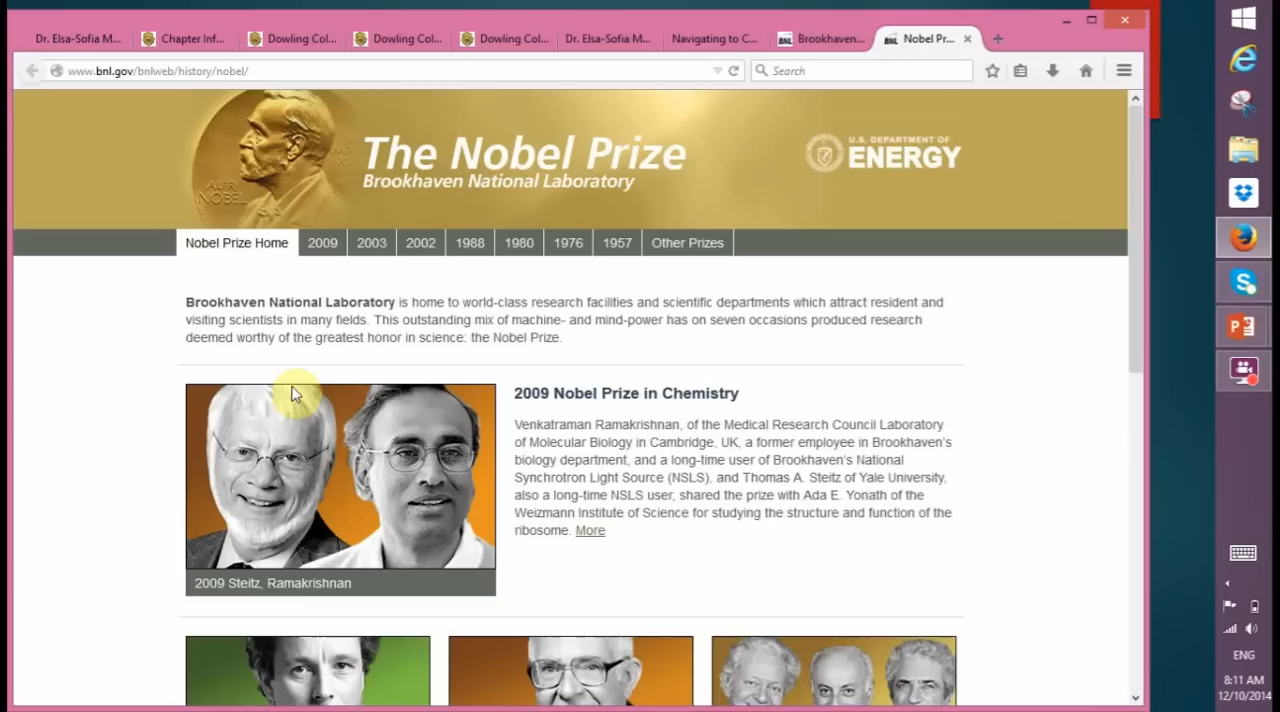 Dr. Elsa-Sofia M...
Chapter Inf...
Dowling Col...
Dowling Col...
Dowling Col...
Dr. Elsa-Sofia M...
Navigating to C...
BNL Brookhaven...
BNL Nobel Pr...
www.bnl.gov/bnlweb/history/nobel/
Search
The Nobel Prize
Brookhaven National Laboratory
U.S. DEPARTMENT OF
ENERGY
ALFR
NOBEL
Nobel Prize Home
2009
2003
2002
1988
1980
1976
1957
Other Prizes
Brookhaven National Laboratory is home to world-class research facilities and scientific departments which attract resident and
visiting scientists in many fields. This outstanding mix of machine- and mind-power has on seven occasions produced research
deemed worthy of the greatest honor in science: the Nobel Prize.
2009 Nobel Prize in Chemistry
Venkatraman Ramakrishnan, of the Medical Research Council Laboratory
of Molecular Biology in Cambridge, UK, a former employee in Brookhaven's
biology department, and a long-time user of Brookhaven's National
Synchrotron Light Source (NSLS), and Thomas A. Steitz of Yale University,
also a long-time NSLS user, shared the prize with Ada E. Yonath of the
Weizmann Institute of Science for studying the structure and function of the
ribosome. More
2009 Steitz, Ramakrishnan
ENG
8:11 AM
12/10/2014